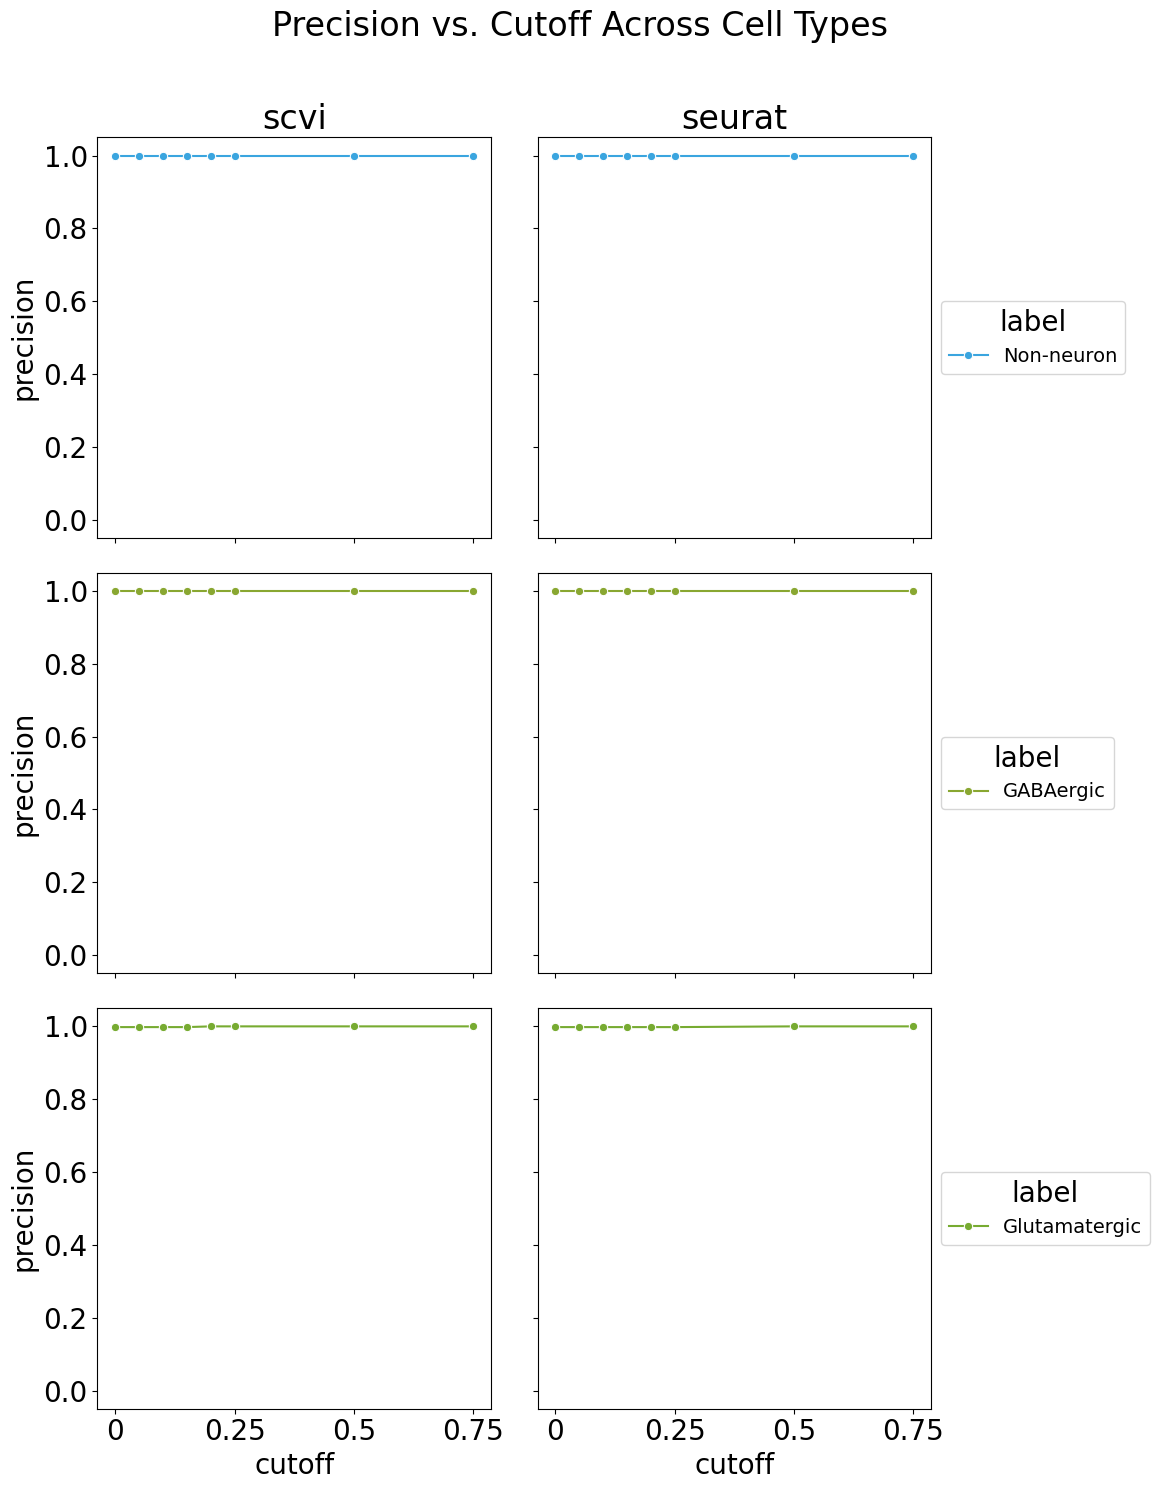 Precision vs. Cutoff Across Cell Types
scvi
seurat
1.0
0.8
0.6
0.4
0.2
0.0
precision
label
Non-neuron
1.0
0.8
0.6
0.4
0.2
0.0
precision
label
GABAergic
1.0
0.8
0.6
0.4
0.2
0.0
precision
label
Glutamatergic
0 0.25 0.5 0.75
cutoff
0 0.25 0.5 0.75
cutoff